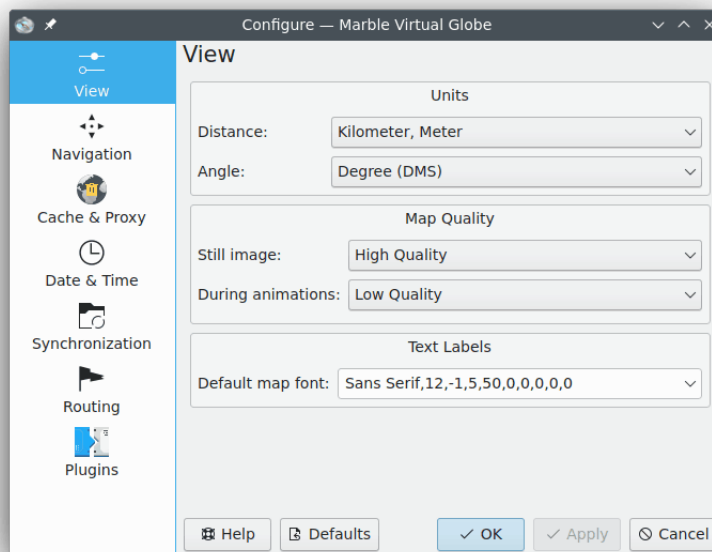 Configure — Marble Virtual Globe
View
View
Navigation
Cache & Proxy
Date & Time
Synchronization
Routing
Plugins
Units
Distance: Kilometer, Meter
Angle: Degree (DMS)
Map Quality
Still image: High Quality
During animations: Low Quality
Text Labels
Default map font: Sans Serif,12,-1,5,50,0,0,0,0,0
Help Defaults OK Apply Cancel